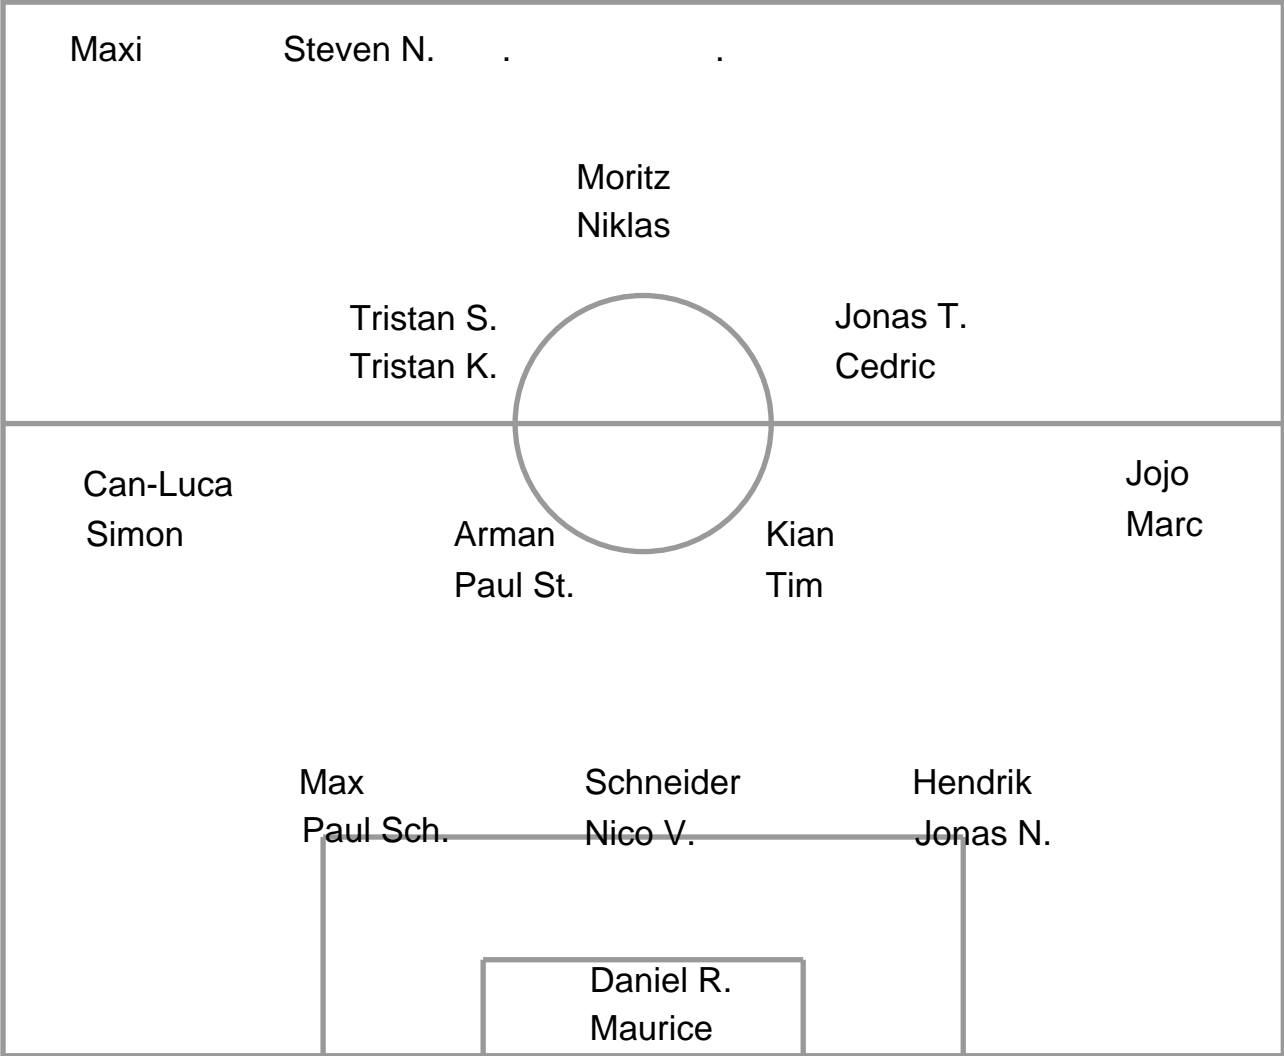 Maxi Steven N. . .
Moritz
Niklas
Tristan S.
Tristan K.
Jonas T.
Cedric
Can-Luca
Simon
Arman
Paul St.
Kian
Tim
Jojo
Marc
Max
Paul Sch.
Schneider
Nico V.
Hendrik
Jonas N.
Daniel R.
Maurice